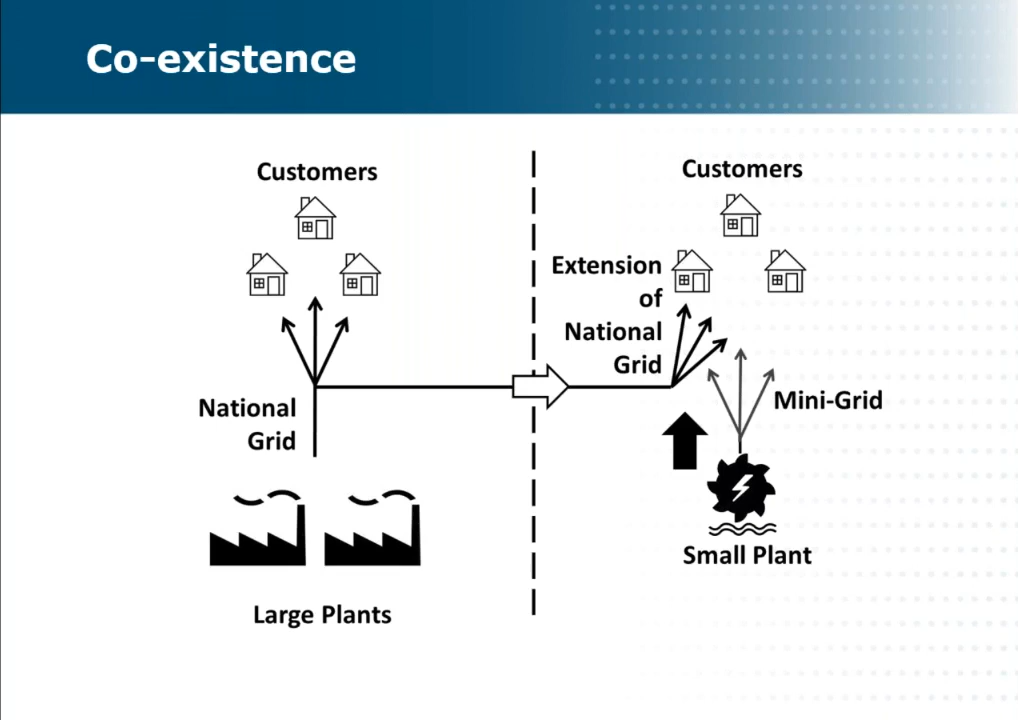 Co-existence
Customers
National
Grid
Large Plants
Customers
Extension
of
National
Grid
Mini-Grid
Small Plant